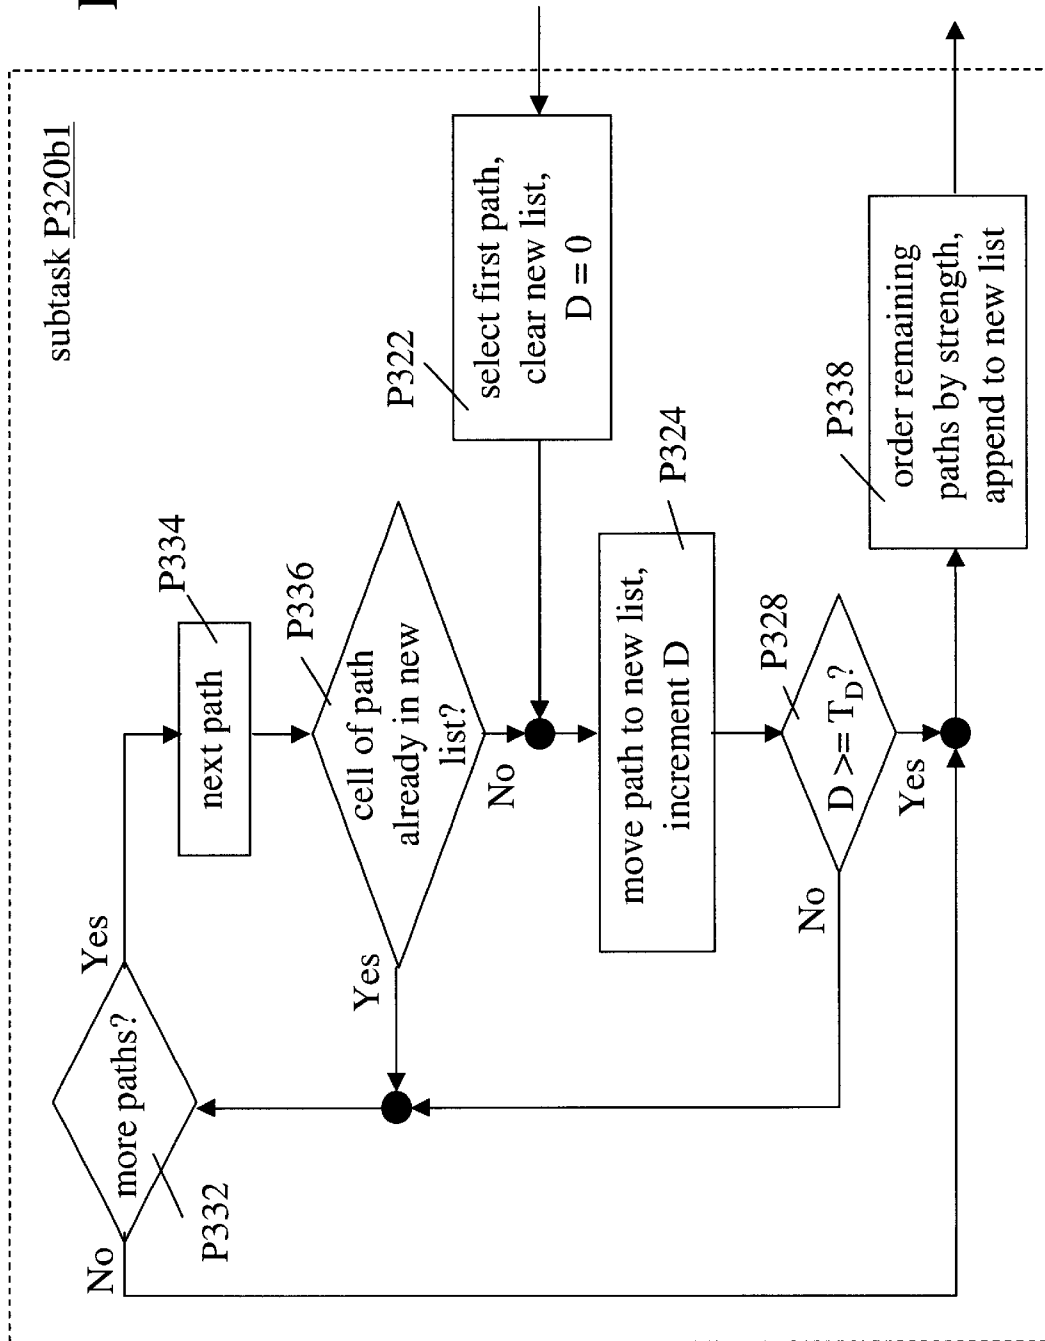 subtask P320b1
No
more paths?
Yes
P332
P334
next path
P336
cell of path
already in new
list?
Yes
No
P322
select first path,
clear new list,
D = 0
P324
move path to new list,
increment D
P328
D >= T_D?
No
Yes
P338
order remaining
paths by strength,
append to new list